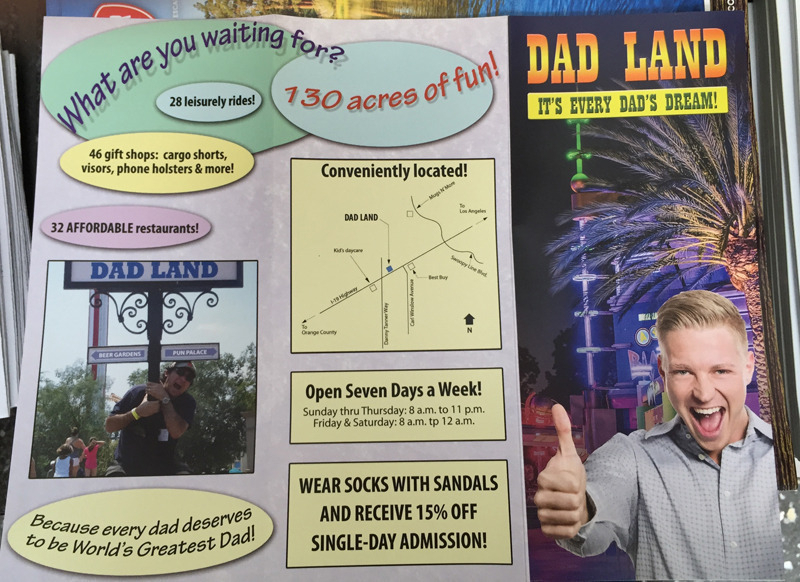 What are you waiting for?
28 leisurely rides!
46 gift shops: cargo shorts,
visors, phone holsters & more!
32 AFFORDABLE restaurants!
DAD LAND
BEER GARDENS
PUN PALACE
Because every dad deserves
to be World's Greatest Dad!
130 acres of fun!
Conveniently located!
Mugs N' More
To
Los Angeles
DAD LAND
Kid's daycare
Swoopy Line Blvd.
Best Buy
I-19 Highway
Danny Tanner Way
Carl Winslow Avenue
To
Orange County
N
Open Seven Days a Week!
Sunday thru Thursday: 8 a.m. to 11 p.m.
Friday & Saturday: 8 a.m. tp 12 a.m.
WEAR SOCKS WITH SANDALS
AND RECEIVE 15% OFF
SINGLE-DAY ADMISSION!
DAD LAND
IT'S EVERY DAD'S DREAM!